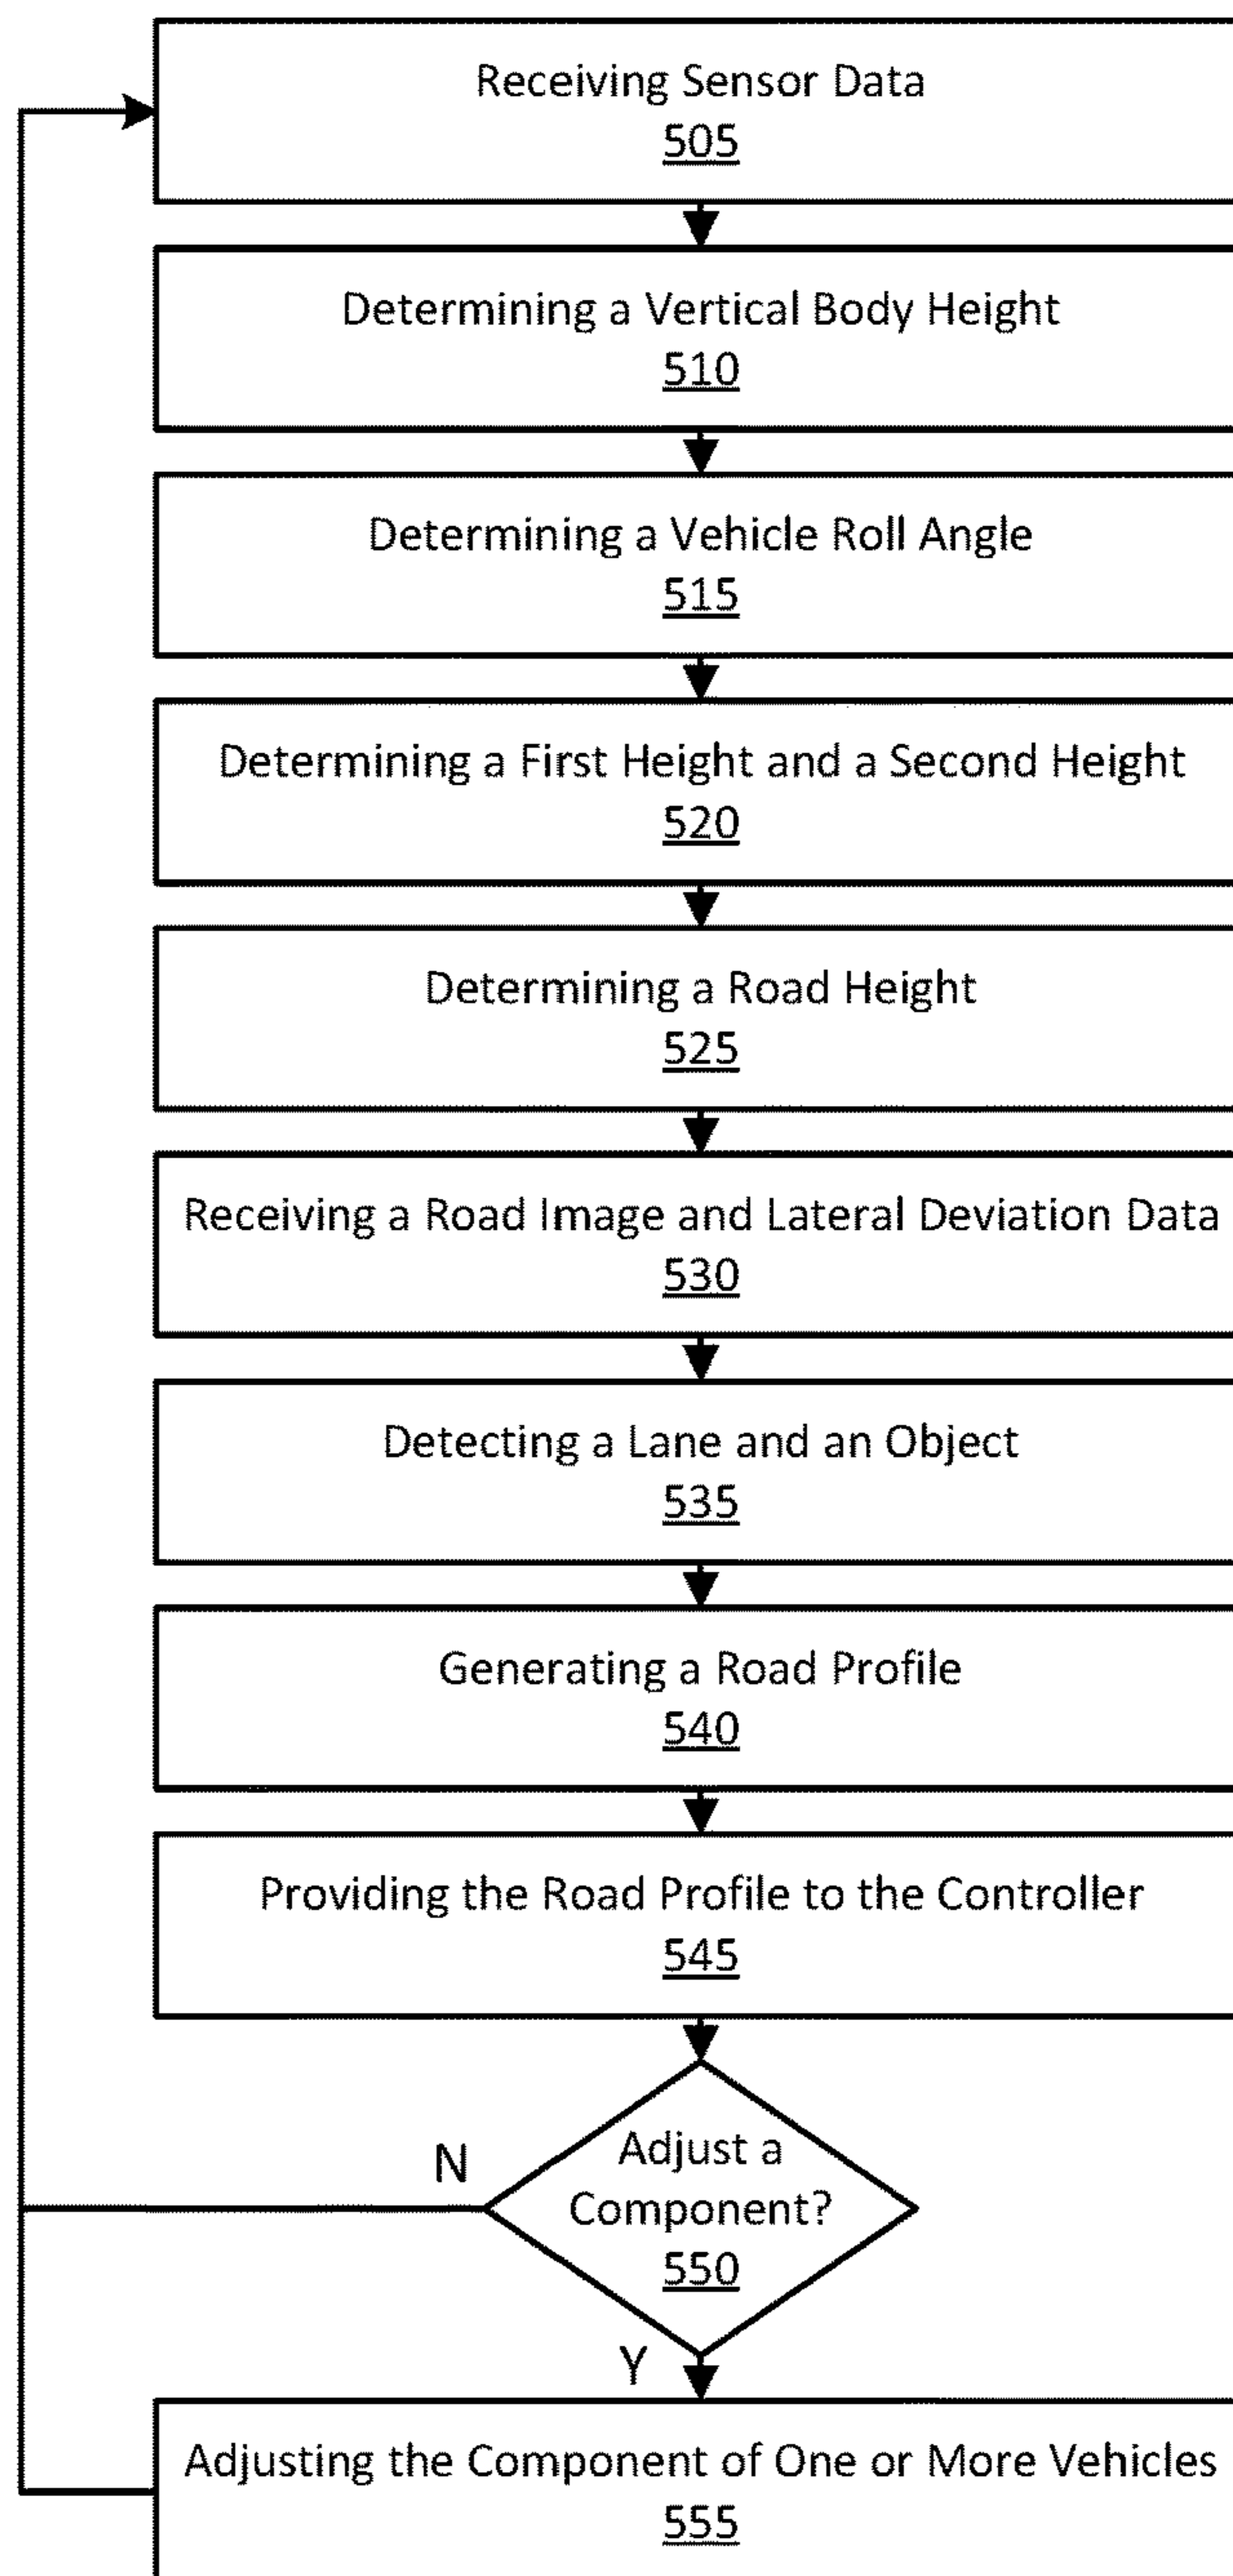 Receiving Sensor Data
505
Determining a Vertical Body Height
510
Determining a Vehicle Roll Angle
515
Determining a First Height and a Second Height
520
Determining a Road Height
525
Receiving a Road Image and Lateral Deviation Data
530
Detecting a Lane and an Object
535
Generating a Road Profile
540
Providing the Road Profile to the Controller
545
N
Adjust a
Component?
550
Y
Adjusting the Component of One or More Vehicles
555